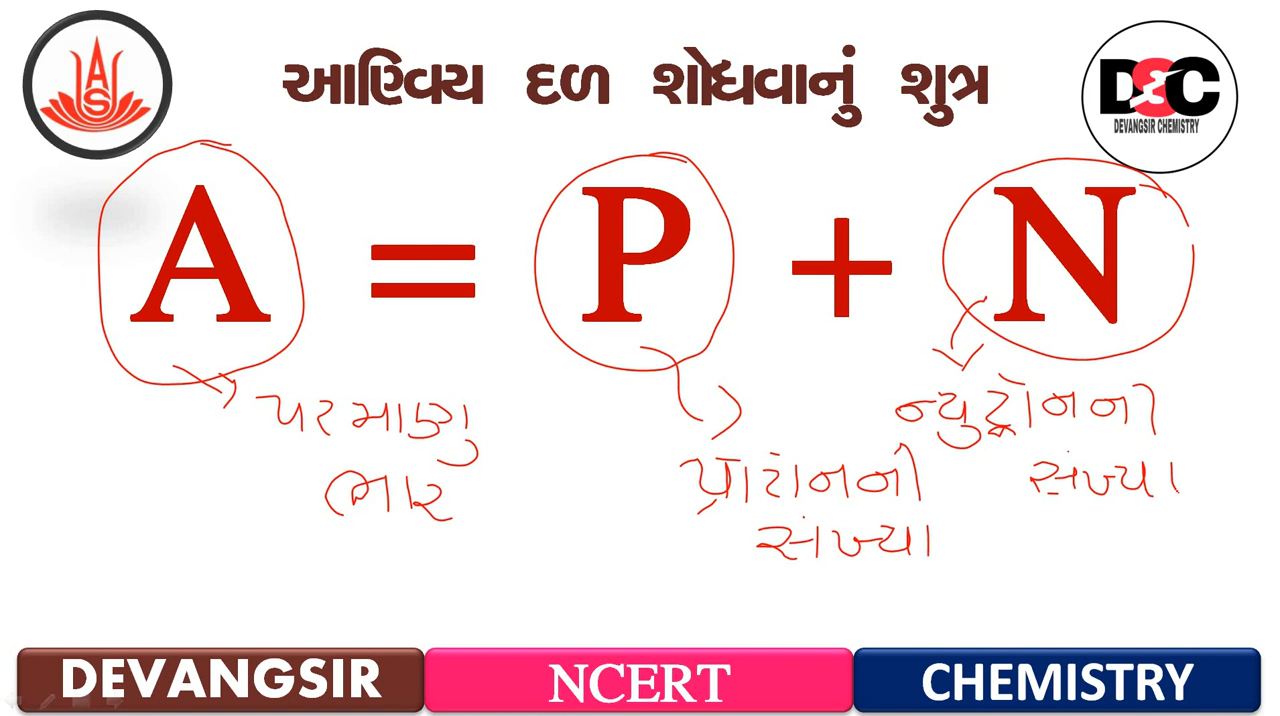 આણ્વિય દળ શોધવાનું શુત્ર
D&C
DEVANGSIR CHEMISTRY
A = P + N
પરમાણુ
ભાર
પ્રોટોનની
સંખ્યા
ન્યુટ્રોનની
સંખ્યા
DEVANGSIR NCERT CHEMISTRY